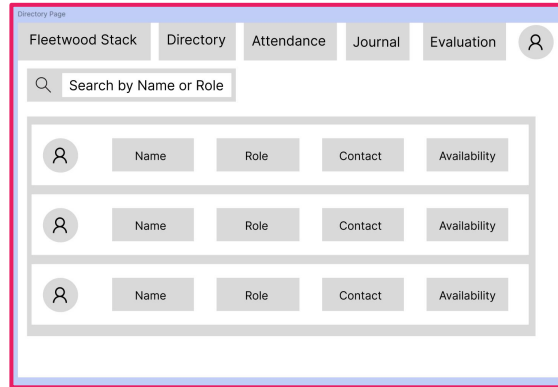 Directory Page
Fleetwood Stack Directory Attendance Journal Evaluation
Search by Name or Role
Name Role Contact Availability
Name Role Contact Availability
Name Role Contact Availability